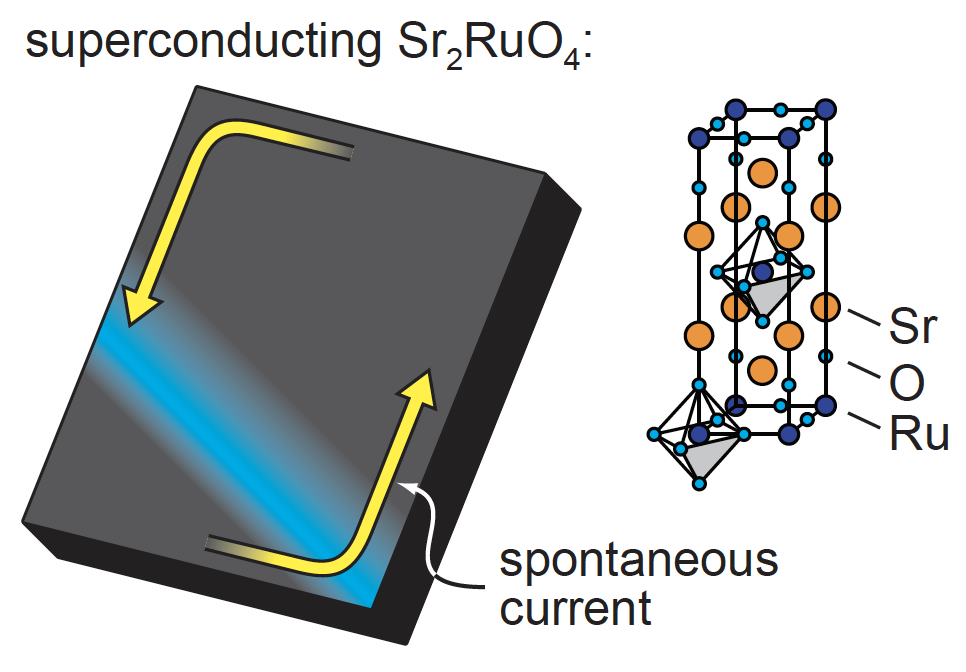 superconducting Sr₂RuO₄:
Sr
O
Ru
spontaneous
current